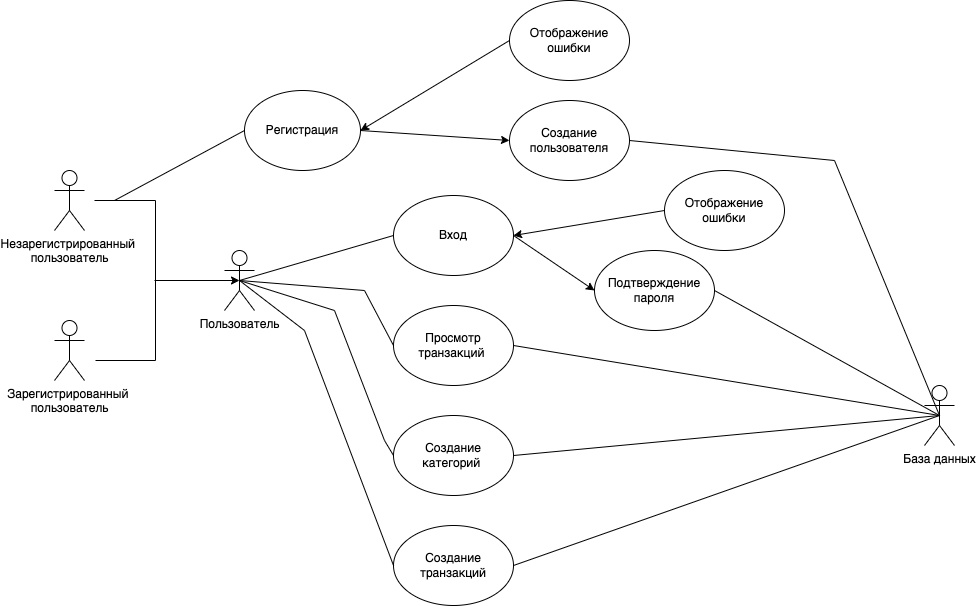 Отображение
ошибки
Регистрация
Создание
пользователя
Незарегистрированный
пользователь
Вход
Отображение
ошибки
Подтверждение
пароля
Пользователь
Просмотр
транзакций
Зарегистрированный
пользователь
Создание
категорий
База данных
Создание
транзакций